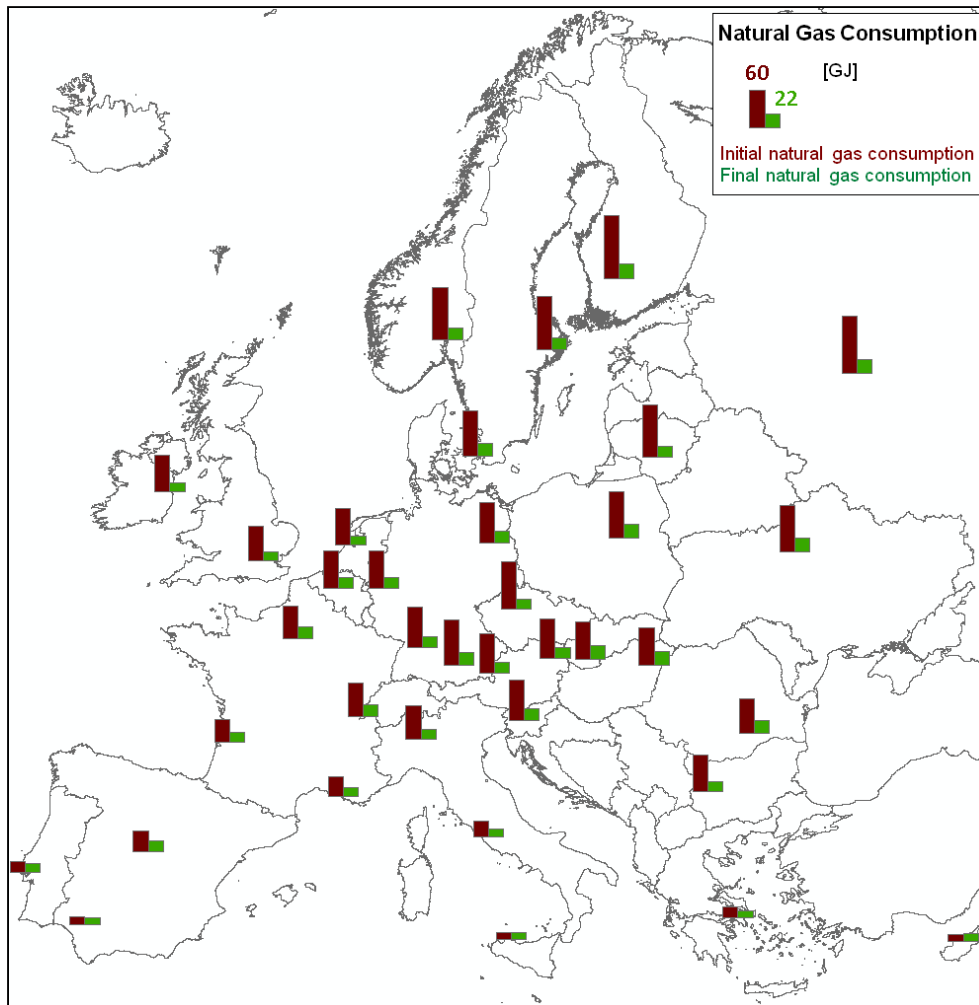 Natural Gas Consumption
60 [GJ]
22
Initial natural gas consumption
Final natural gas consumption